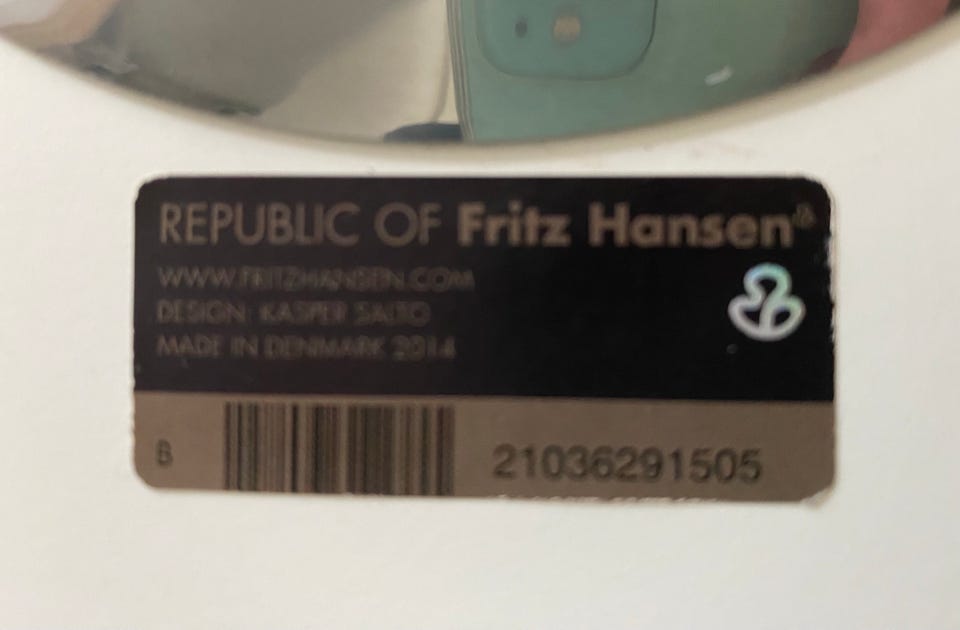 REPUBLIC OF Fritz Hansen®
WWW.FRITZHANSEN.COM
DESIGN: KASPER SALTO
MADE IN DENMARK 2014
B
21036291505